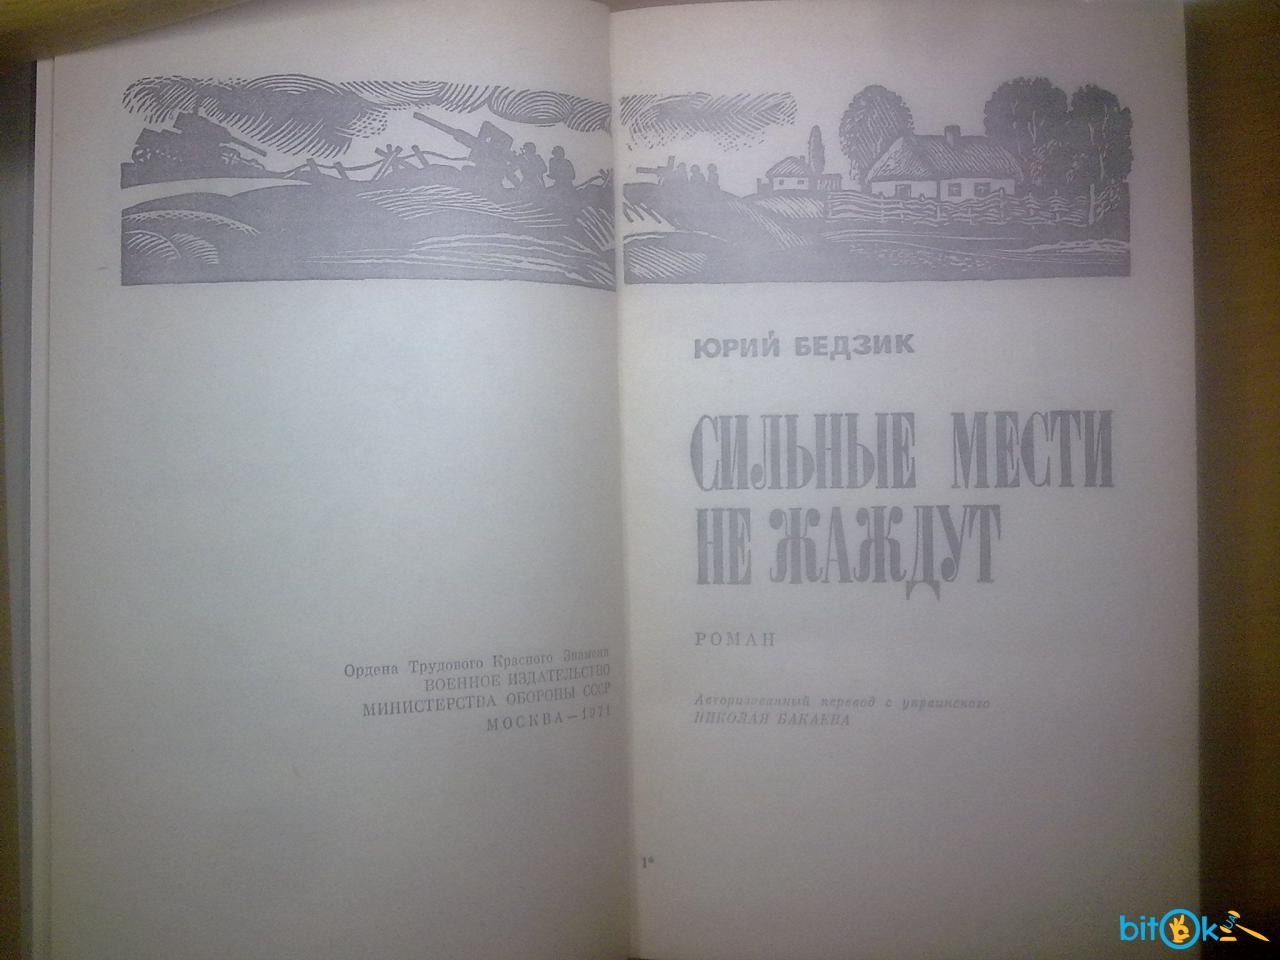 Ордена Трудового Красного Знамени
ВОЕННОЕ ИЗДАТЕЛЬСТВО
МИНИСТЕРСТВА ОБОРОНЫ СССР
МОСКВА—1971
ЮРИЙ БЕДЗИК
СИЛЬНЫЕ МЕСТИ
НЕ ЖАЖДУТ
РОМАН
Авторизованный перевод с украинского
НИКОЛАЯ БАКАЕВА
1*
bitOk UA